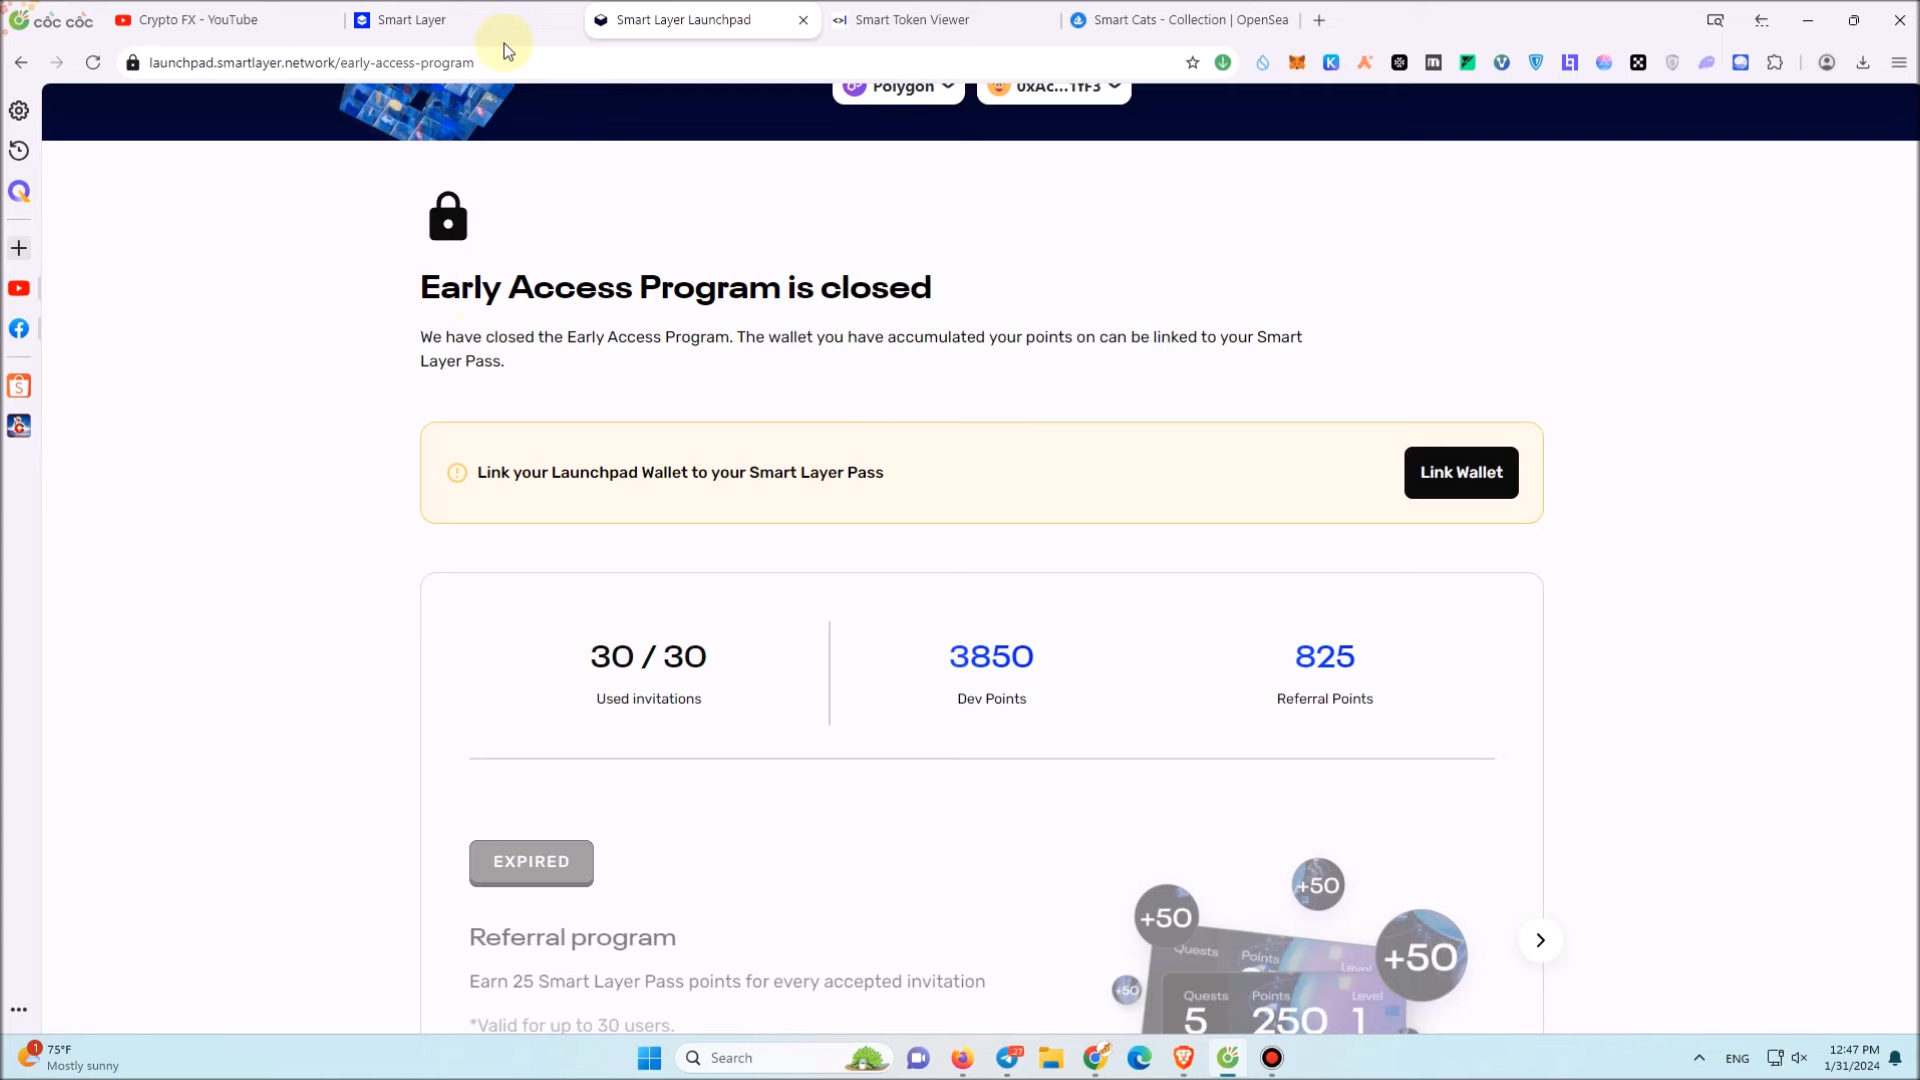 cốc cốc
Crypto FX - YouTube
Smart Layer
Smart Layer Launchpad
Smart Token Viewer
Smart Cats - Collection | OpenSea
launchpad.smartlayer.network/early-access-program
Polygon
0xAc...1fF3
Early Access Program is closed
We have closed the Early Access Program. The wallet you have accumulated your points on can be linked to your Smart
Layer Pass.
Link your Launchpad Wallet to your Smart Layer Pass
Link Wallet
30 / 30
Used invitations
3850
Dev Points
825
Referral Points
EXPIRED
Referral program
Earn 25 Smart Layer Pass points for every accepted invitation
*Valid for up to 30 users.
+50
+50
+50
+50
Quests
Points
Level
Quests
Points
Level
5
250
1
1
75°F
Mostly sunny
Search
27
ENG
12:47 PM
1/31/2024